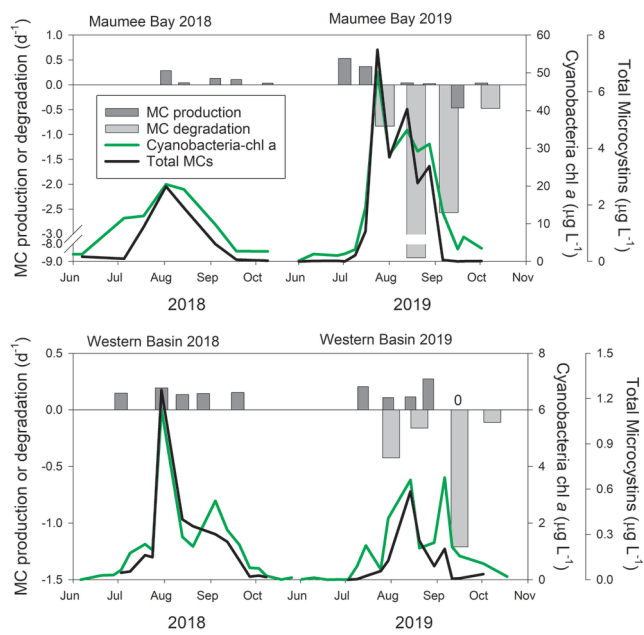 Maumee Bay 2018
Maumee Bay 2019
MC production or degradation (d-1)
1.0
0.5
0.0
-0.5
-1.0
-1.5
-2.0
-3.0
-8.0
-9.0
MC production
MC degradation
Cyanobacteria-chl a
Total MCs
60
50
40
30
20
10
0
Cyanobacteria chl a (µg L-1)
8
6
4
2
0
Total Microcystins (µg L-1)
Jun Jul Aug Sep Oct Jun Jul Aug Sep Oct Nov
2018 2019
Western Basin 2018
Western Basin 2019
MC production or degradation (d-1)
0.5
0.0
-0.5
-1.0
-1.5
0
8
6
4
2
0
Cyanobacteria chl a (µg L-1)
1.5
1.2
0.9
0.6
0.3
0.0
Total Microcystins (µg L-1)
Jun Jul Aug Sep Oct Jun Jul Aug Sep Oct Nov
2018 2019